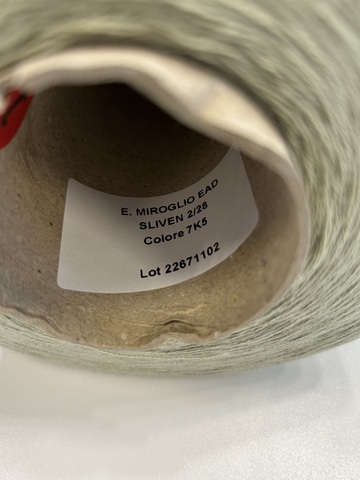 E. MIROGLIO EAD
SLIVEN 2/28
Colore 7K5
Lot 22671102